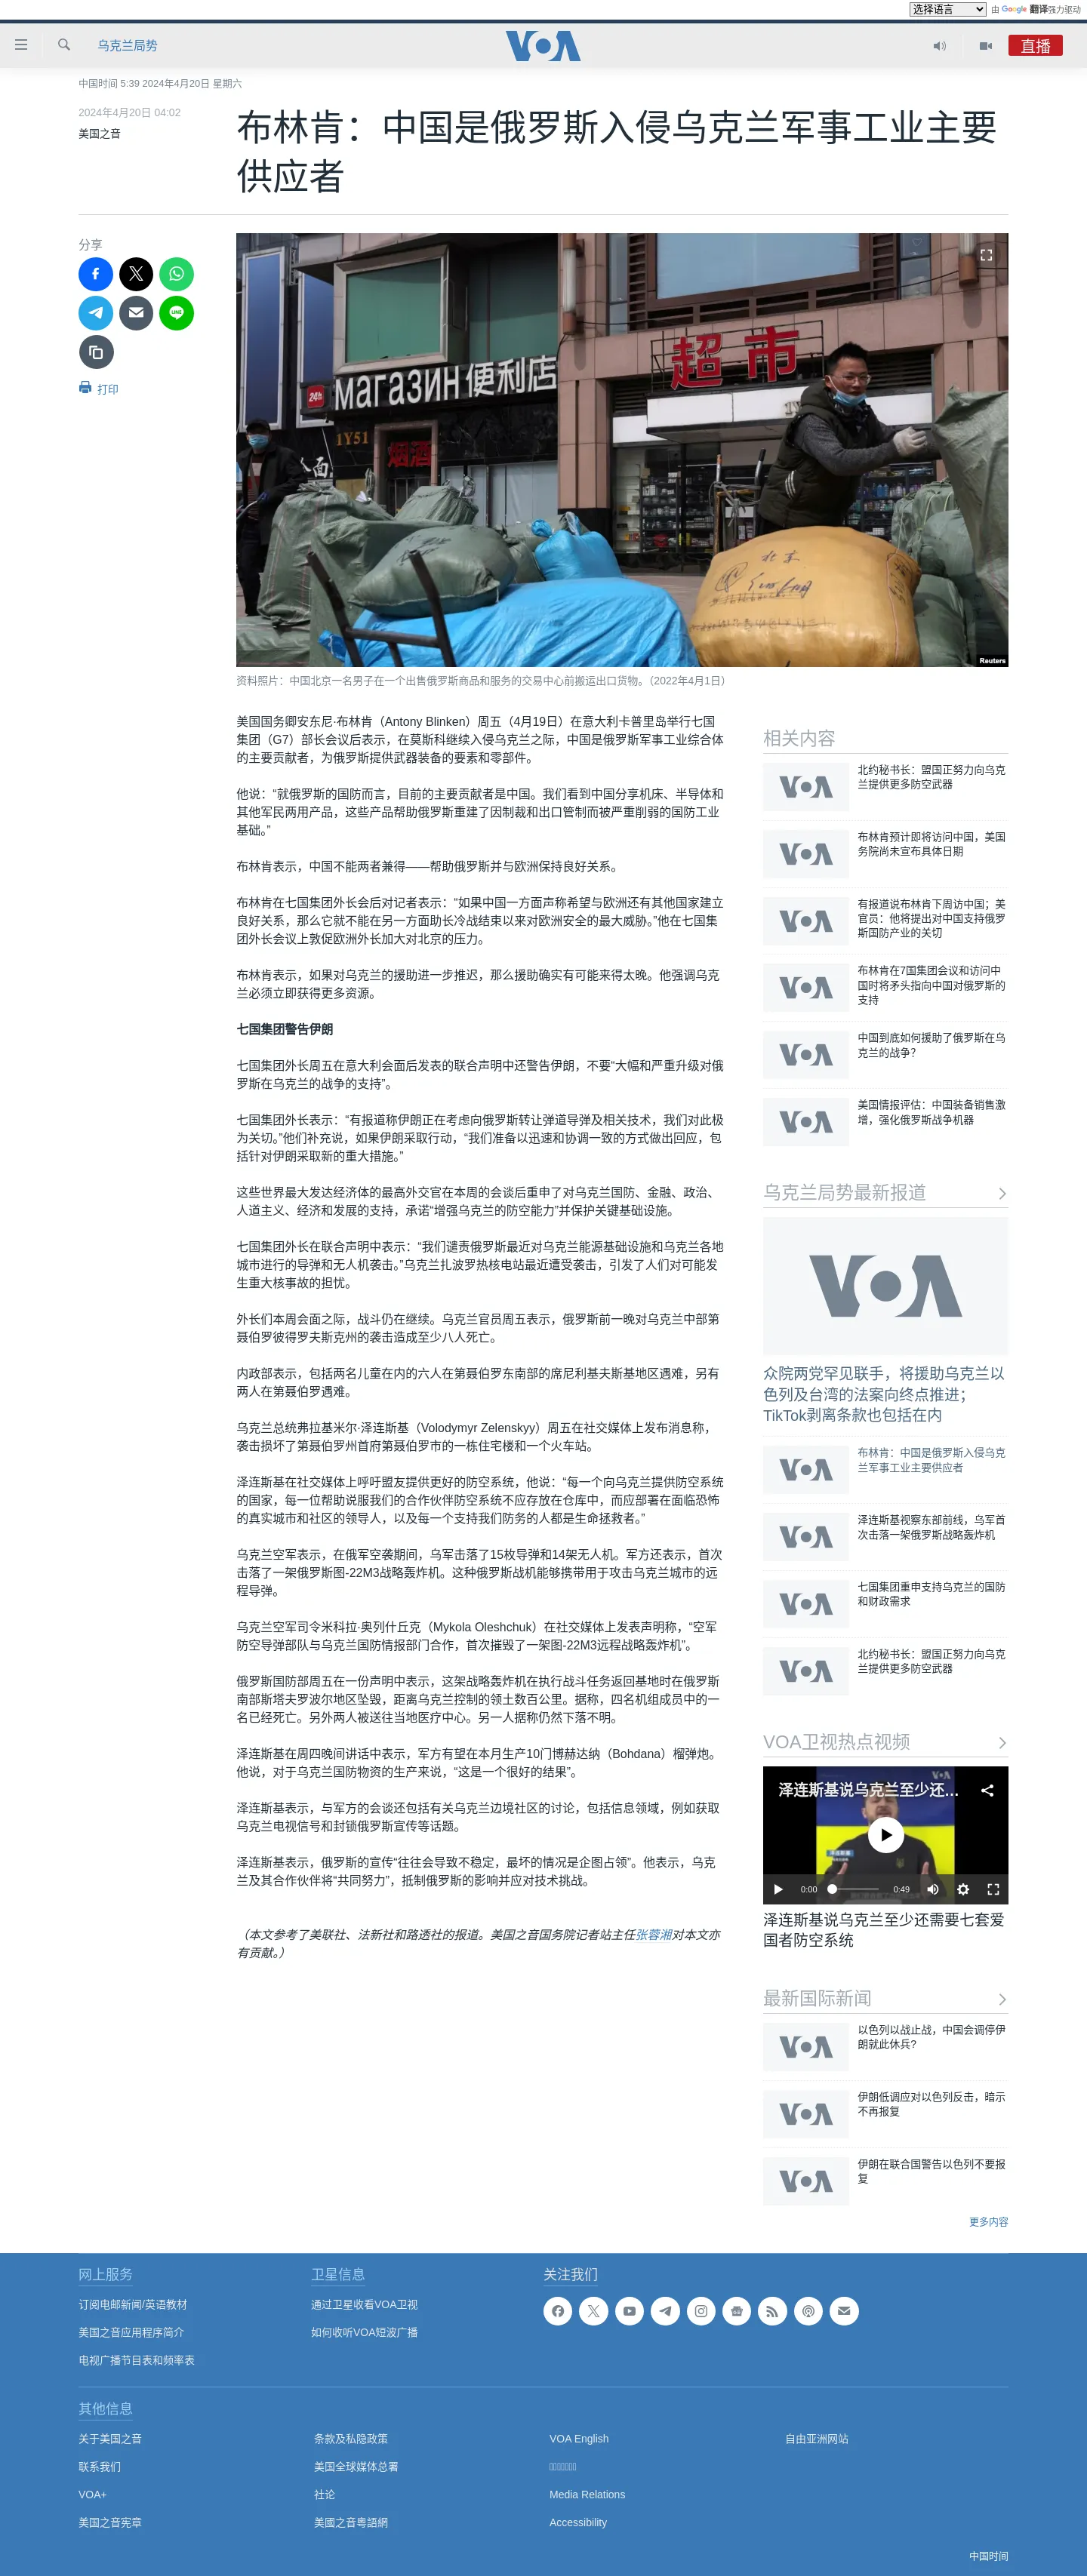 选择语言 由 Google 翻译强力驱动
乌克兰局势
VOA
直播
中国时间 5:39 2024年4月20日 星期六
2024年4月20日 04:02
美国之音
布林肯：中国是俄罗斯入侵乌克兰军事工业主要
供应者
分享
打印
магазин 便利店
24h
1Y51
烟酒
超市
北京
Reuters
资料照片：中国北京一名男子在一个出售俄罗斯商品和服务的交易中心前搬运出口货物。（2022年4月1日）
美国国务卿安东尼·布林肯（Antony Blinken）周五（4月19日）在意大利卡普里岛举行七国
集团（G7）部长会议后表示，在莫斯科继续入侵乌克兰之际，中国是俄罗斯军事工业综合体
的主要贡献者，为俄罗斯提供武器装备的要素和零部件。
他说：“就俄罗斯的国防而言，目前的主要贡献者是中国。我们看到中国分享机床、半导体和
其他军民两用产品，这些产品帮助俄罗斯重建了因制裁和出口管制而被严重削弱的国防工业
基础。”
布林肯表示，中国不能两者兼得——帮助俄罗斯并与欧洲保持良好关系。
布林肯在七国集团外长会后对记者表示：“如果中国一方面声称希望与欧洲还有其他国家建立
良好关系，那么它就不能在另一方面助长冷战结束以来对欧洲安全的最大威胁。”他在七国集
团外长会议上敦促欧洲外长加大对北京的压力。
布林肯表示，如果对乌克兰的援助进一步推迟，那么援助确实有可能来得太晚。他强调乌克
兰必须立即获得更多资源。
七国集团警告伊朗
七国集团外长周五在意大利会面后发表的联合声明中还警告伊朗，不要“大幅和严重升级对俄
罗斯在乌克兰的战争的支持”。
七国集团外长表示：“有报道称伊朗正在考虑向俄罗斯转让弹道导弹及相关技术，我们对此极
为关切。”他们补充说，如果伊朗采取行动，“我们准备以迅速和协调一致的方式做出回应，包
括针对伊朗采取新的重大措施。”
这些世界最大发达经济体的最高外交官在本周的会谈后重申了对乌克兰国防、金融、政治、
人道主义、经济和发展的支持，承诺“增强乌克兰的防空能力”并保护关键基础设施。
七国集团外长在联合声明中表示：“我们谴责俄罗斯最近对乌克兰能源基础设施和乌克兰各地
城市进行的导弹和无人机袭击。”乌克兰扎波罗热核电站最近遭受袭击，引发了人们对可能发
生重大核事故的担忧。
外长们本周会面之际，战斗仍在继续。乌克兰官员周五表示，俄罗斯前一晚对乌克兰中部第
聂伯罗彼得罗夫斯克州的袭击造成至少八人死亡。
内政部表示，包括两名儿童在内的六人在第聂伯罗东南部的席尼利基夫斯基地区遇难，另有
两人在第聂伯罗遇难。
乌克兰总统弗拉基米尔·泽连斯基（Volodymyr Zelenskyy）周五在社交媒体上发布消息称，
袭击损坏了第聂伯罗州首府第聂伯罗市的一栋住宅楼和一个火车站。
泽连斯基在社交媒体上呼吁盟友提供更好的防空系统，他说：“每一个向乌克兰提供防空系统
的国家，每一位帮助说服我们的合作伙伴防空系统不应存放在仓库中，而应部署在面临恐怖
的真实城市和社区的领导人，以及每一个支持我们防务的人都是生命拯救者。”
乌克兰空军表示，在俄军空袭期间，乌军击落了15枚导弹和14架无人机。军方还表示，首次
击落了一架俄罗斯图-22M3战略轰炸机。这种俄罗斯战机能够携带用于攻击乌克兰城市的远
程导弹。
乌克兰空军司令米科拉·奥列什丘克（Mykola Oleshchuk）在社交媒体上发表声明称，“空军
防空导弹部队与乌克兰国防情报部门合作，首次摧毁了一架图-22M3远程战略轰炸机”。
俄罗斯国防部周五在一份声明中表示，这架战略轰炸机在执行战斗任务返回基地时在俄罗斯
南部斯塔夫罗波尔地区坠毁，距离乌克兰控制的领土数百公里。据称，四名机组成员中的一
名已经死亡。另外两人被送往当地医疗中心。另一人据称仍然下落不明。
泽连斯基在周四晚间讲话中表示，军方有望在本月生产10门博赫达纳（Bohdana）榴弹炮。
他说，对于乌克兰国防物资的生产来说，“这是一个很好的结果”。
泽连斯基表示，与军方的会谈还包括有关乌克兰边境社区的讨论，包括信息领域，例如获取
乌克兰电视信号和封锁俄罗斯宣传等话题。
泽连斯基表示，俄罗斯的宣传“往往会导致不稳定，最坏的情况是企图占领”。他表示，乌克
兰及其合作伙伴将“共同努力”，抵制俄罗斯的影响并应对技术挑战。
（本文参考了美联社、法新社和路透社的报道。美国之音国务院记者站主任张蓉湘对本文亦
有贡献。）
相关内容
北约秘书长：盟国正努力向乌克
兰提供更多防空武器
布林肯预计即将访问中国，美国
务院尚未宣布具体日期
有报道说布林肯下周访中国；美
官员：他将提出对中国支持俄罗
斯国防产业的关切
布林肯在7国集团会议和访问中
国时将矛头指向中国对俄罗斯的
支持
中国到底如何援助了俄罗斯在乌
克兰的战争？
美国情报评估：中国装备销售激
增，强化俄罗斯战争机器
乌克兰局势最新报道
VOA
众院两党罕见联手，将援助乌克兰以
色列及台湾的法案向终点推进；
TikTok剥离条款也包括在内
布林肯：中国是俄罗斯入侵乌克
兰军事工业主要供应者
泽连斯基视察东部前线，乌军首
次击落一架俄罗斯战略轰炸机
七国集团重申支持乌克兰的国防
和财政需求
北约秘书长：盟国正努力向乌克
兰提供更多防空武器
VOA卫视热点视频
泽连斯基说乌克兰至少还...
0:00 0:49
泽连斯基说乌克兰至少还需要七套爱
国者防空系统
最新国际新闻
以色列以战止战，中国会调停伊
朗就此休兵?
伊朗低调应对以色列反击，暗示
不再报复
伊朗在联合国警告以色列不要报
复
更多内容
网上服务
订阅电邮新闻/英语教材
美国之音应用程序简介
电视广播节目表和频率表
卫星信息
通过卫星收看VOA卫视
如何收听VOA短波广播
关注我们
其他信息
关于美国之音 条款及私隐政策 VOA English 自由亚洲网站
联系我们 美国全球媒体总署
VOA+ 社论 Media Relations
美国之音宪章 美國之音粵語網 Accessibility
中国时间